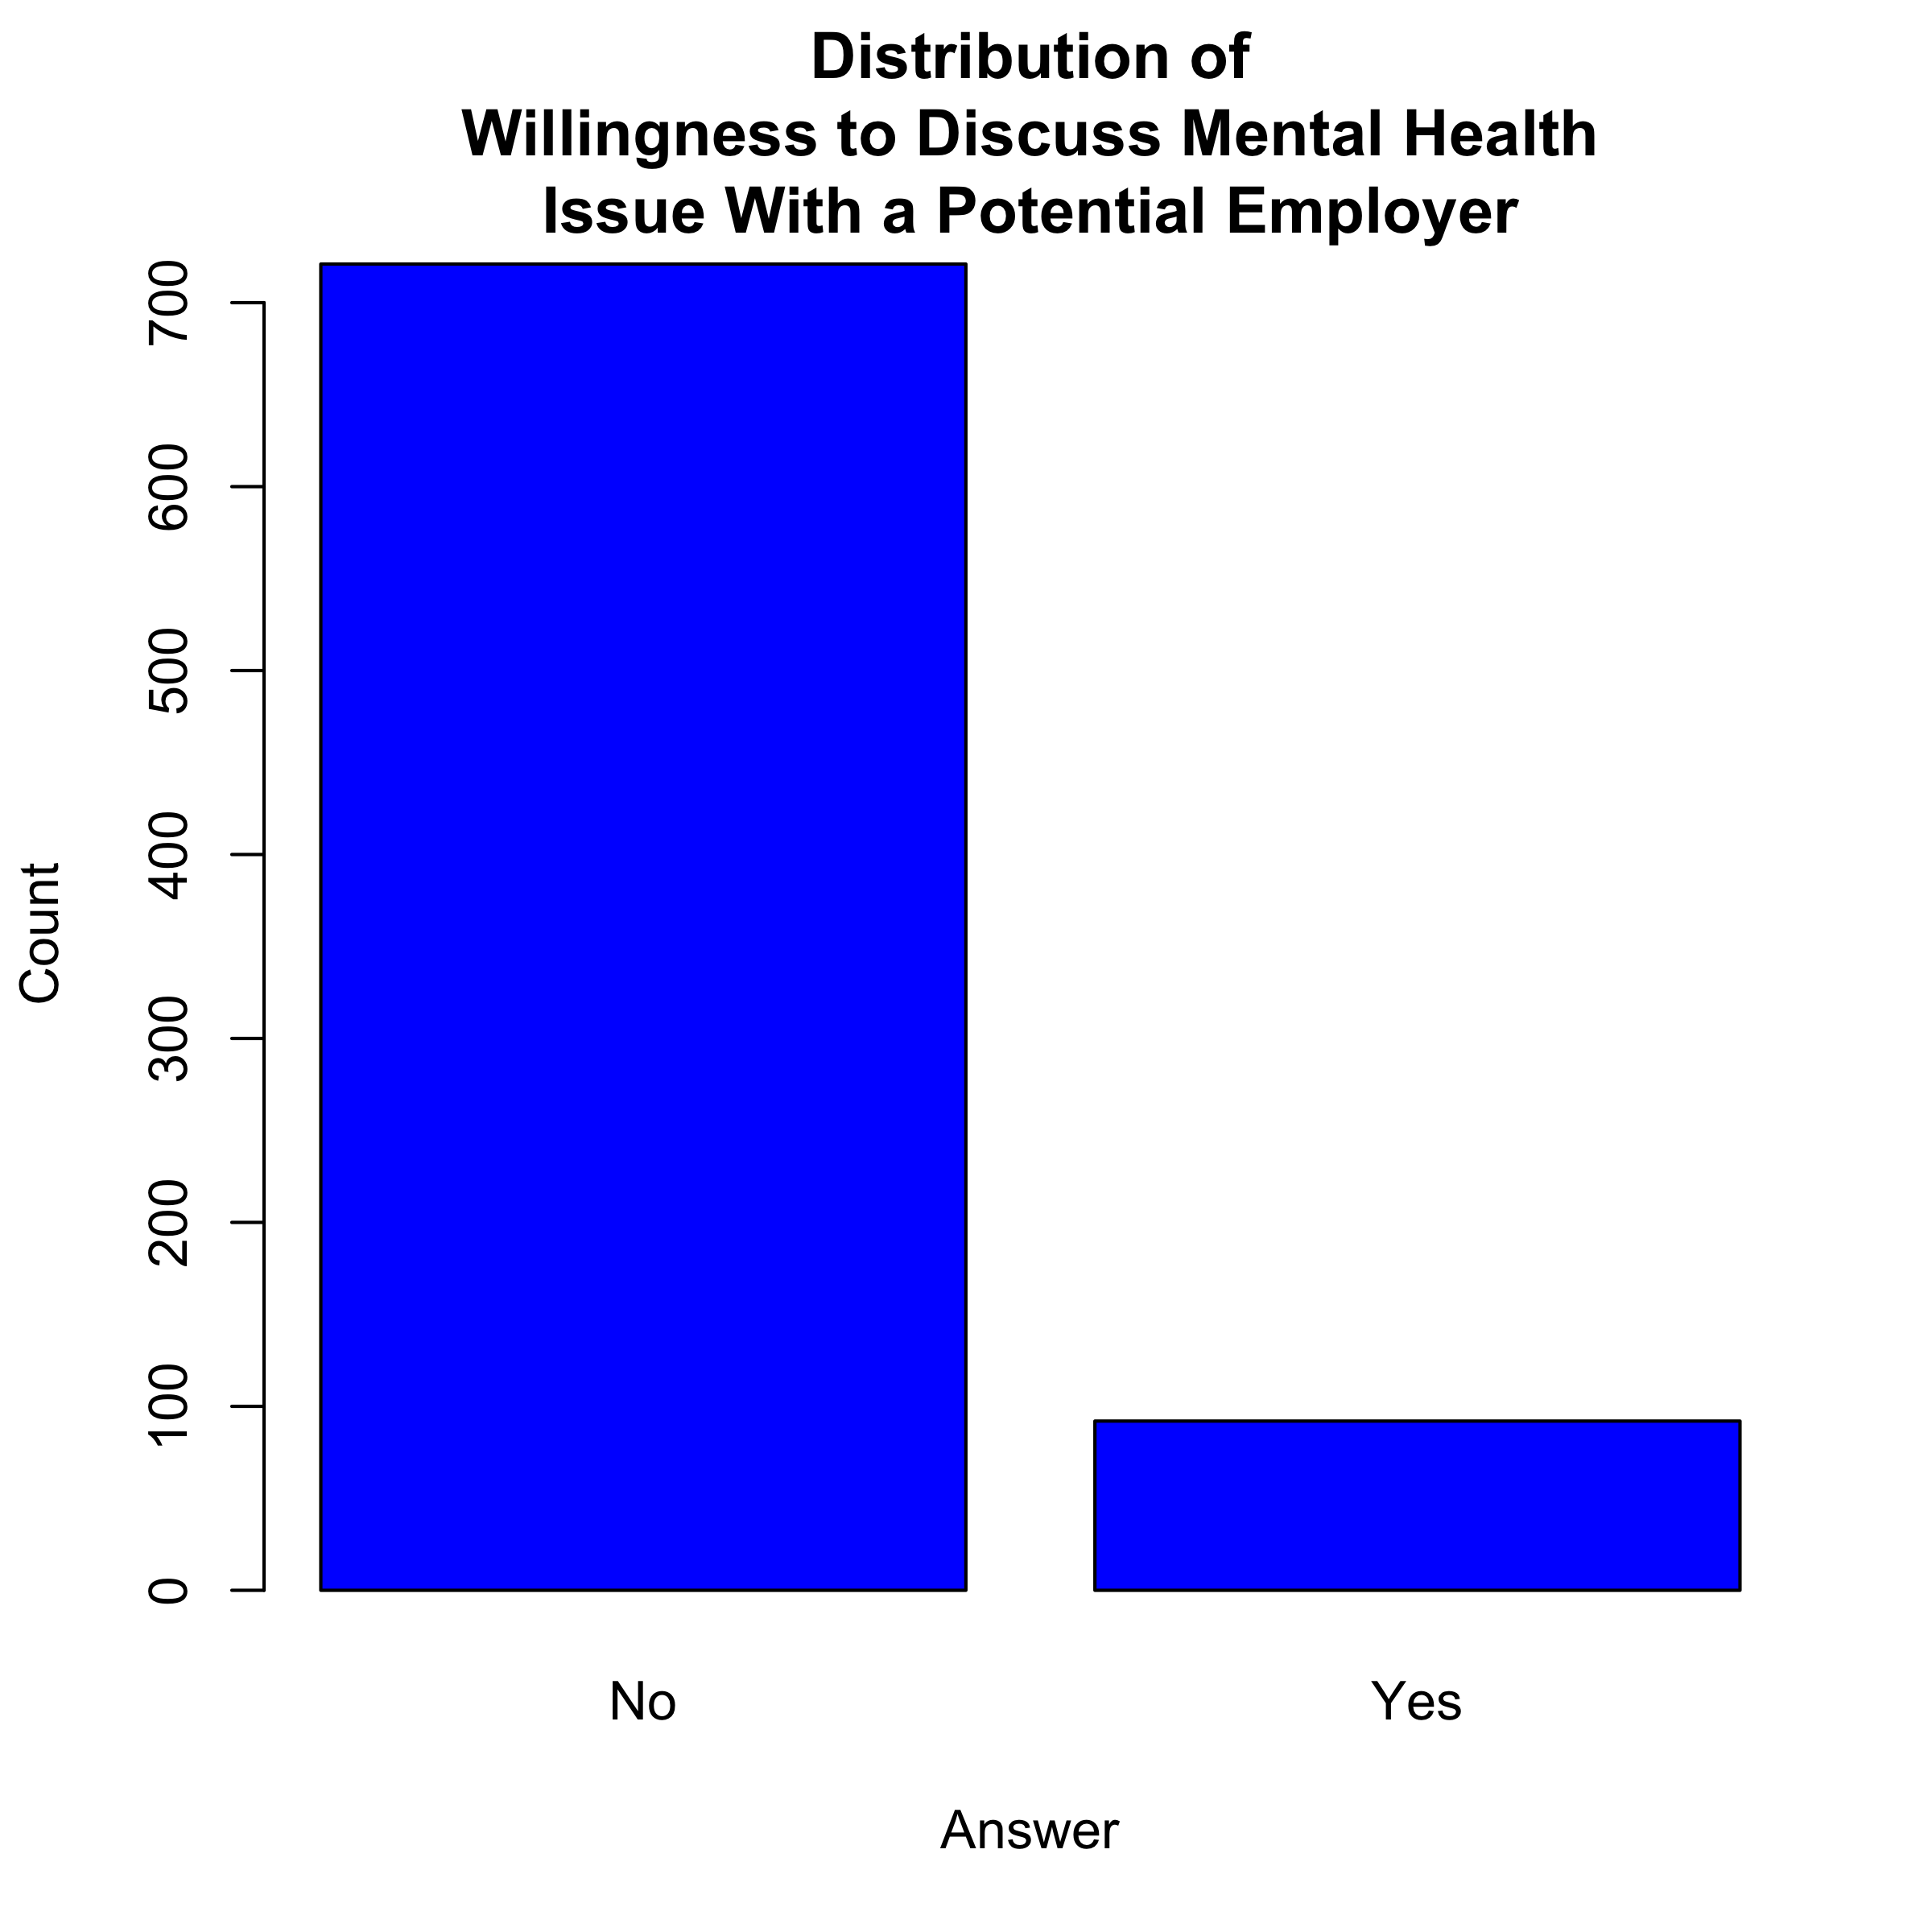 Distribution of
Willingness to Discuss Mental Health
Issue With a Potential Employer
700
600
500
400
300
200
100
0
Count
No
Yes
Answer